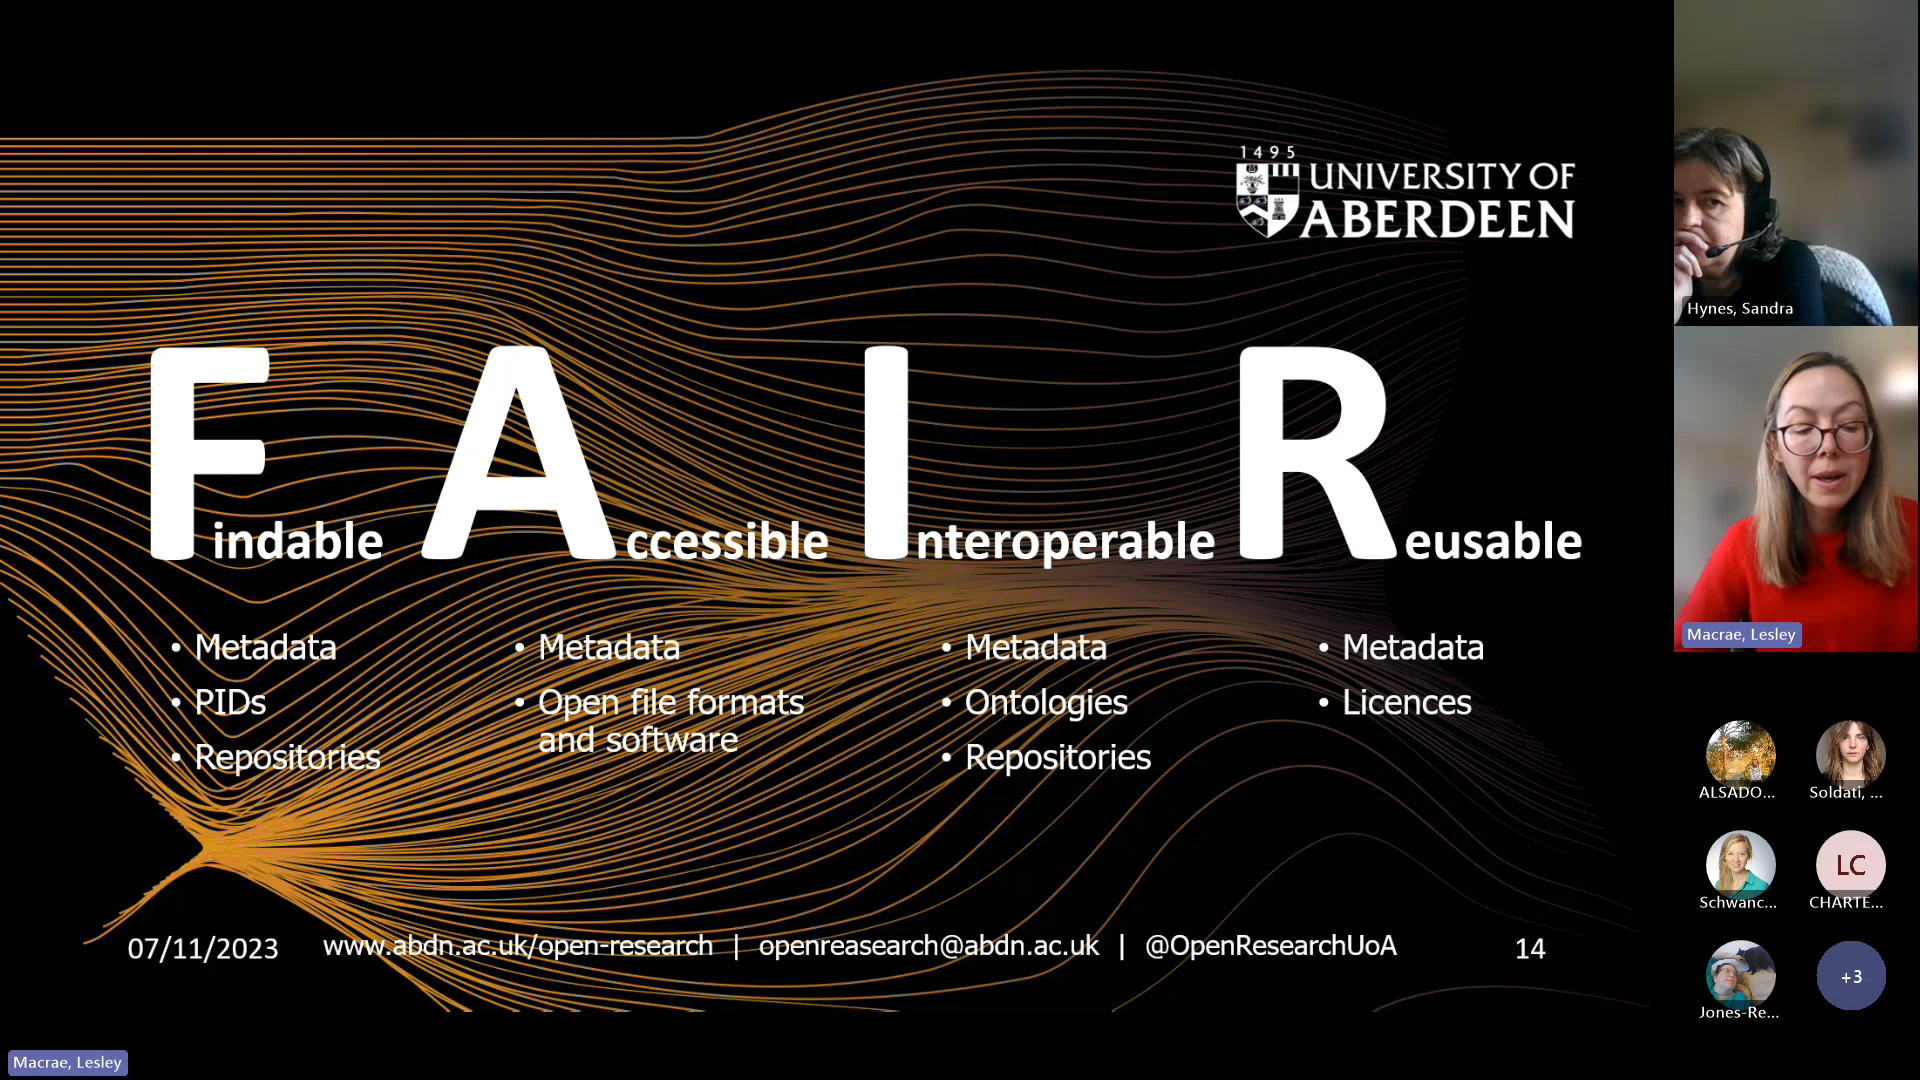 1495
UNIVERSITY OF
ABERDEEN
Findable Accessible Interoperable Reusable
• Metadata
• PIDs
• Repositories
• Metadata
• Open file formats
and software
• Metadata
• Ontologies
• Repositories
• Metadata
• Licences
07/11/2023 www.abdn.ac.uk/open-research | openreasearch@abdn.ac.uk | @OpenResearchUoA 14
Macrae, Lesley
Hynes, Sandra
Macrae, Lesley
ALSADO... Soldati, ...
LC
Schwanc... CHARTE...
+3
Jones-Re...